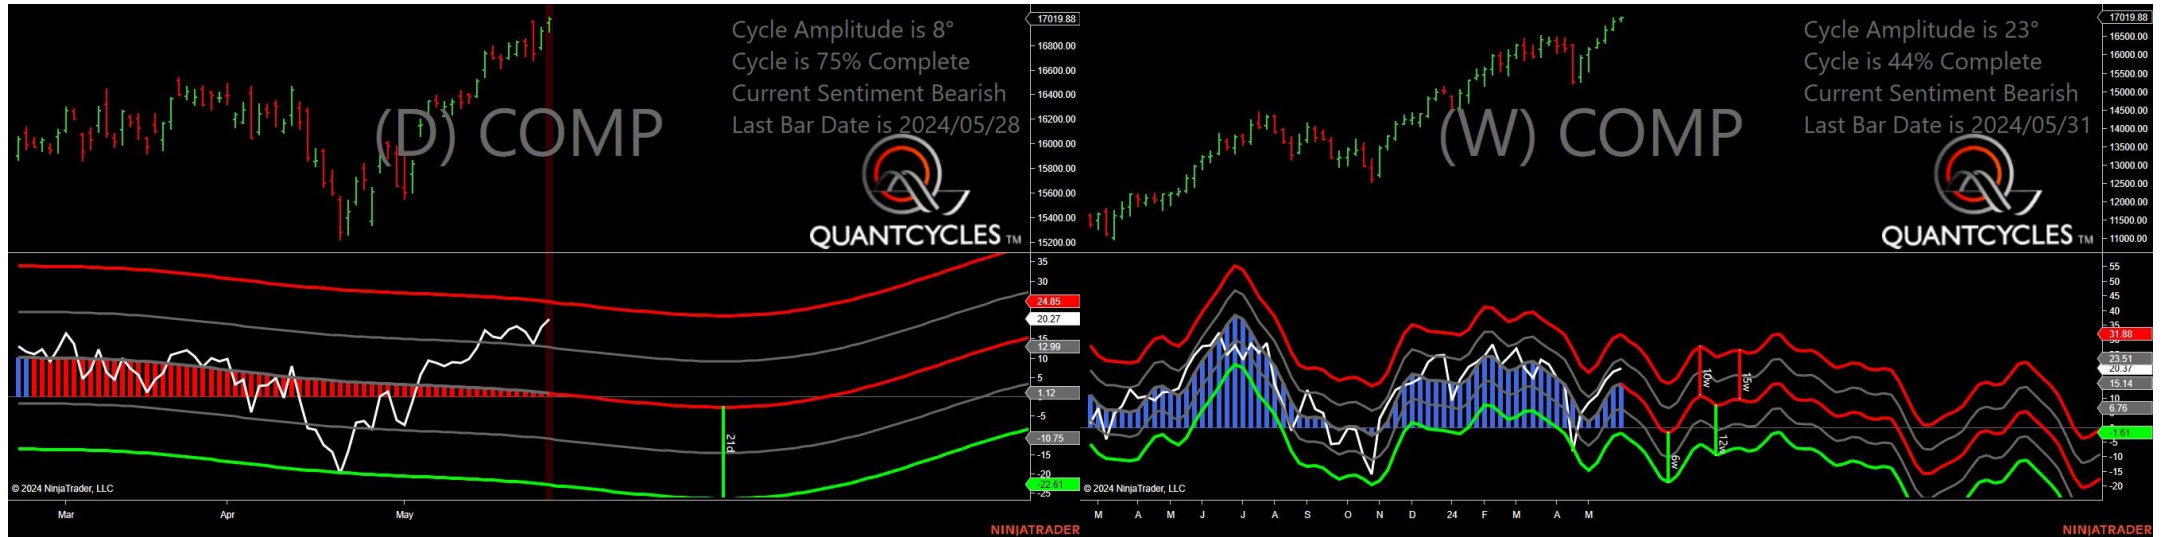 Cycle Amplitude is 8°
Cycle is 75% Complete
Current Sentiment Bearish
Last Bar Date is 2024/05/28
(D) COMP
QUANTCYCLES TM
17019.88
16800.00
16600.00
16400.00
16200.00
16000.00
15800.00
15600.00
15400.00
15200.00
35
30
24.85
20.27
15
12.99
10
5
1.12
-5
-10.75
-15
-20
-22.61
-25
21d
© 2024 NinjaTrader, LLC
Mar Apr May
NINJATRADER
Cycle Amplitude is 23°
Cycle is 44% Complete
Current Sentiment Bearish
Last Bar Date is 2024/05/31
(W) COMP
QUANTCYCLES TM
17019.88
16500.00
16000.00
15500.00
15000.00
14500.00
14000.00
13500.00
13000.00
12500.00
12000.00
11500.00
11000.00
55
50
45
40
35
31.88
23.51
20.37
15.14
10
6.76
-1.61
-5
-10
-15
-20
10w
15w
6w
12w
© 2024 NinjaTrader, LLC
M A M J J A S O N D 24 F M A M
NINJATRADER